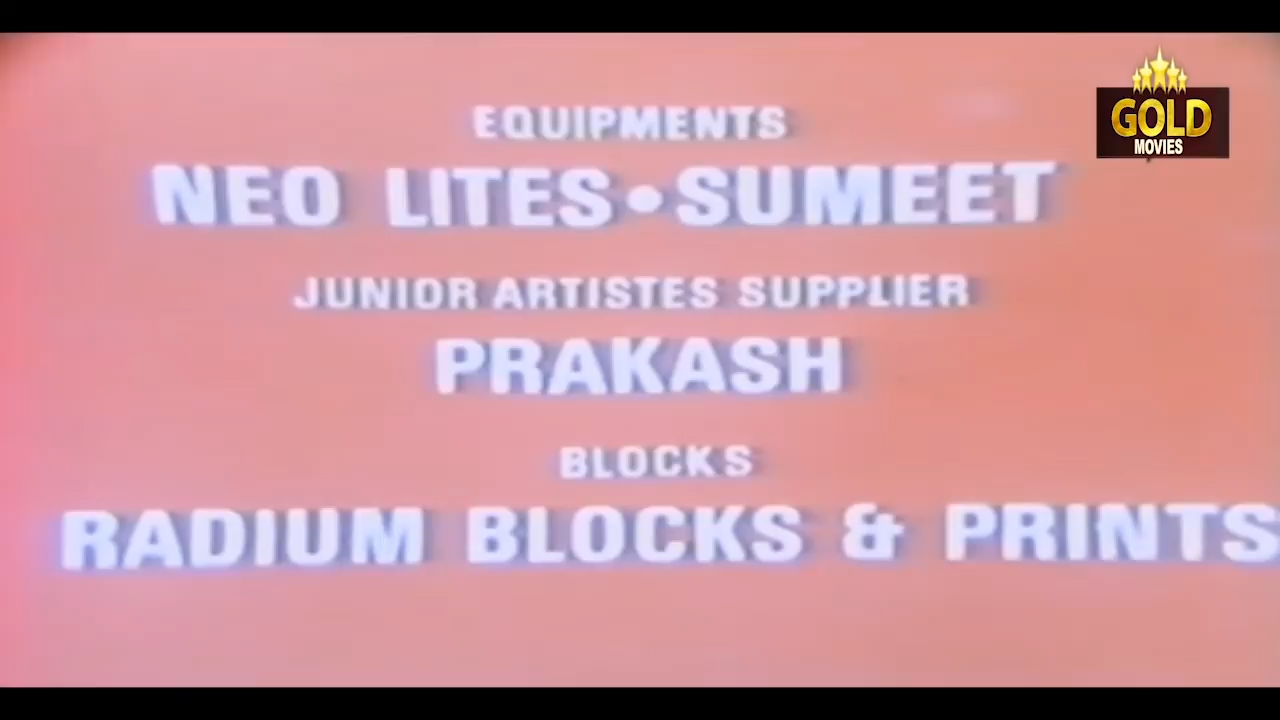 EQUIPMENTS
NEO LITES•SUMEET
JUNIOR ARTISTES SUPPLIER
PRAKASH
BLOCKS
RADIUM BLOCKS & PRINTS
GOLD
MOVIES